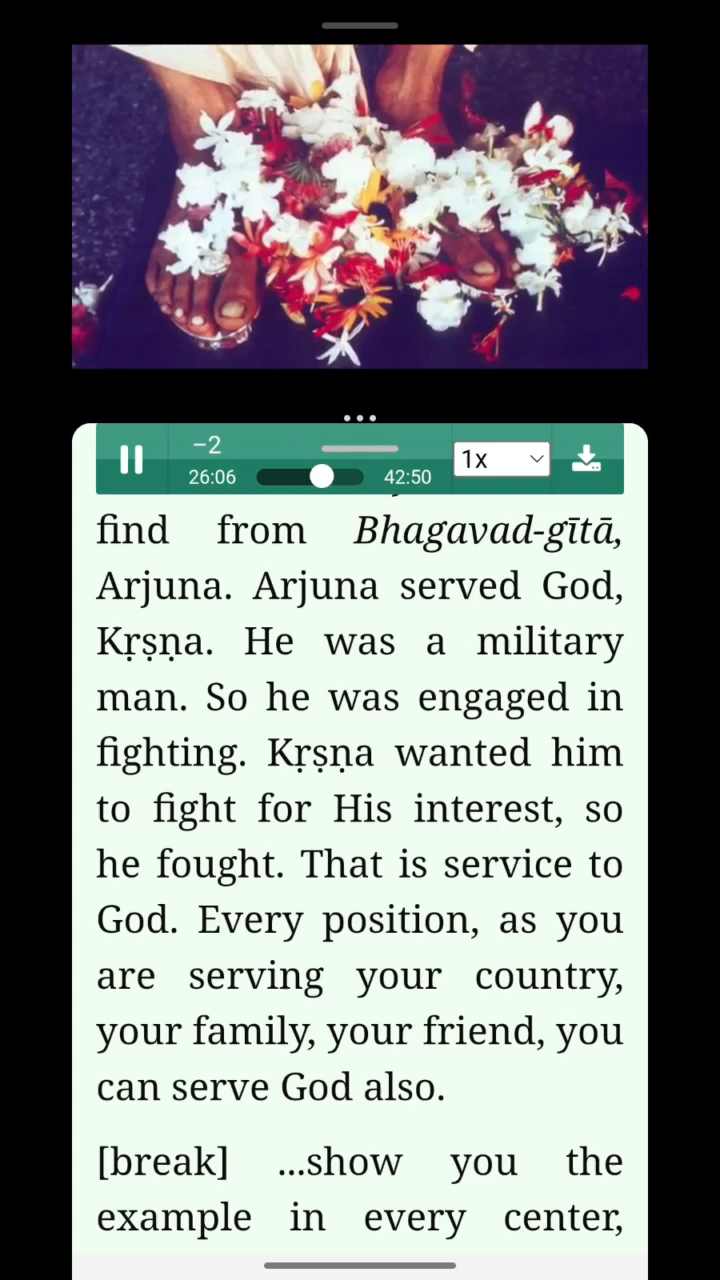 –2
26:06
42:50
1x
find from Bhagavad-gītā,
Arjuna. Arjuna served God,
Kṛṣṇa. He was a military
man. So he was engaged in
fighting. Kṛṣṇa wanted him
to fight for His interest, so
he fought. That is service to
God. Every position, as you
are serving your country,
your family, your friend, you
can serve God also.
[break] ...show you the
example in every center,